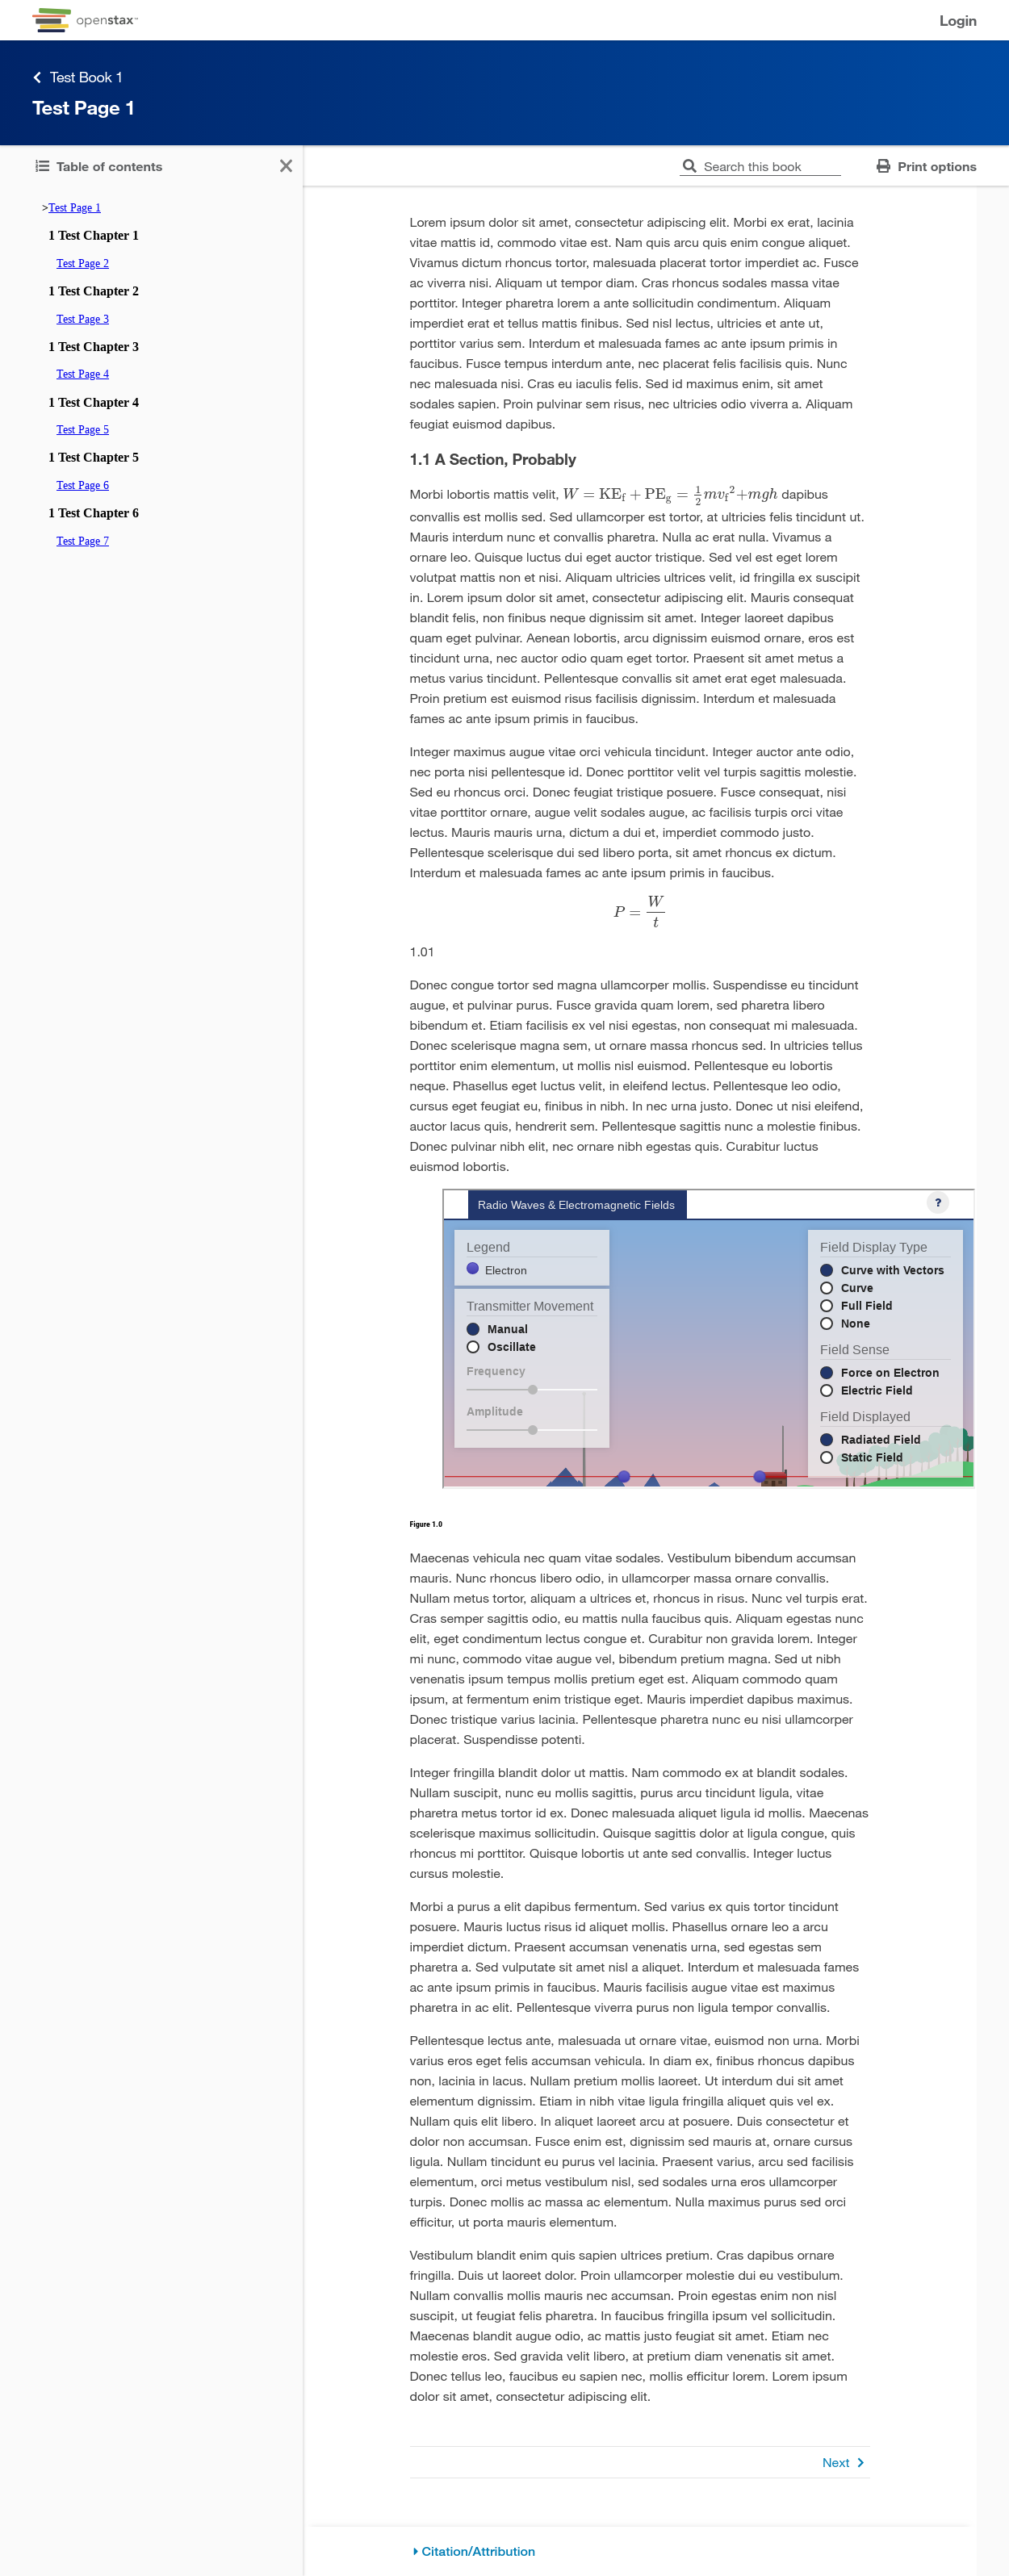 openstax™
Login
Test Book 1
Test Page 1
Table of contents
Search this book
Print options
>Test Page 1
1 Test Chapter 1
Test Page 2
1 Test Chapter 2
Test Page 3
1 Test Chapter 3
Test Page 4
1 Test Chapter 4
Test Page 5
1 Test Chapter 5
Test Page 6
1 Test Chapter 6
Test Page 7
Lorem ipsum dolor sit amet, consectetur adipiscing elit. Morbi ex erat, lacinia
vitae mattis id, commodo vitae est. Nam quis arcu quis enim congue aliquet.
Vivamus dictum rhoncus tortor, malesuada placerat tortor imperdiet ac. Fusce
ac viverra nisi. Aliquam ut tempor diam. Cras rhoncus sodales massa vitae
porttitor. Integer pharetra lorem a ante sollicitudin condimentum. Aliquam
imperdiet erat et tellus mattis finibus. Sed nisl lectus, ultricies et ante ut,
porttitor varius sem. Interdum et malesuada fames ac ante ipsum primis in
faucibus. Fusce tempus interdum ante, nec placerat felis facilisis quis. Nunc
nec malesuada nisi. Cras eu iaculis felis. Sed id maximus enim, sit amet
sodales sapien. Proin pulvinar sem risus, nec ultricies odio viverra a. Aliquam
feugiat euismod dapibus.
1.1 A Section, Probably
Morbi lobortis mattis velit, W = KE_f + PE_g = 1/2 mv_f^2+mgh dapibus
convallis est mollis sed. Sed ullamcorper est tortor, at ultricies felis tincidunt ut.
Mauris interdum nunc et convallis pharetra. Nulla ac erat nulla. Vivamus a
ornare leo. Quisque luctus dui eget auctor tristique. Sed vel est eget lorem
volutpat mattis non et nisi. Aliquam ultricies ultrices velit, id fringilla ex suscipit
in. Lorem ipsum dolor sit amet, consectetur adipiscing elit. Mauris consequat
blandit felis, non finibus neque dignissim sit amet. Integer laoreet dapibus
quam eget pulvinar. Aenean lobortis, arcu dignissim euismod ornare, eros est
tincidunt urna, nec auctor odio quam eget tortor. Praesent sit amet metus a
metus varius tincidunt. Pellentesque convallis sit amet erat eget malesuada.
Proin pretium est euismod risus facilisis dignissim. Interdum et malesuada
fames ac ante ipsum primis in faucibus.
Integer maximus augue vitae orci vehicula tincidunt. Integer auctor ante odio,
nec porta nisi pellentesque id. Donec porttitor velit vel turpis sagittis molestie.
Sed eu rhoncus orci. Donec feugiat tristique posuere. Fusce consequat, nisi
vitae porttitor ornare, augue velit sodales augue, ac facilisis turpis orci vitae
lectus. Mauris mauris urna, dictum a dui et, imperdiet commodo justo.
Pellentesque scelerisque dui sed libero porta, sit amet rhoncus ex dictum.
Interdum et malesuada fames ac ante ipsum primis in faucibus.
P = W/t
1.01
Donec congue tortor sed magna ullamcorper mollis. Suspendisse eu tincidunt
augue, et pulvinar purus. Fusce gravida quam lorem, sed pharetra libero
bibendum et. Etiam facilisis ex vel nisi egestas, non consequat mi malesuada.
Donec scelerisque magna sem, ut ornare massa rhoncus sed. In ultricies tellus
porttitor enim elementum, ut mollis nisl euismod. Pellentesque eu lobortis
neque. Phasellus eget luctus velit, in eleifend lectus. Pellentesque leo odio,
cursus eget feugiat eu, finibus in nibh. In nec urna justo. Donec ut nisi eleifend,
auctor lacus quis, hendrerit sem. Pellentesque sagittis nunc a molestie finibus.
Donec pulvinar nibh elit, nec ornare nibh egestas quis. Curabitur luctus
euismod lobortis.
Radio Waves & Electromagnetic Fields
?
Legend
Electron
Transmitter Movement
Manual
Oscillate
Frequency
Amplitude
Field Display Type
Curve with Vectors
Curve
Full Field
None
Field Sense
Force on Electron
Electric Field
Field Displayed
Radiated Field
Static Field
Figure 1.0
Maecenas vehicula nec quam vitae sodales. Vestibulum bibendum accumsan
mauris. Nunc rhoncus libero odio, in ullamcorper massa ornare convallis.
Nullam metus tortor, aliquam a ultrices et, rhoncus in risus. Nunc vel turpis erat.
Cras semper sagittis odio, eu mattis nulla faucibus quis. Aliquam egestas nunc
elit, eget condimentum lectus congue et. Curabitur non gravida lorem. Integer
mi nunc, commodo vitae augue vel, bibendum pretium magna. Sed ut nibh
venenatis ipsum tempus mollis pretium eget est. Aliquam commodo quam
ipsum, at fermentum enim tristique eget. Mauris imperdiet dapibus maximus.
Donec tristique varius lacinia. Pellentesque pharetra nunc eu nisi ullamcorper
placerat. Suspendisse potenti.
Integer fringilla blandit dolor ut mattis. Nam commodo ex at blandit sodales.
Nullam suscipit, nunc eu mollis sagittis, purus arcu tincidunt ligula, vitae
pharetra metus tortor id ex. Donec malesuada aliquet ligula id mollis. Maecenas
scelerisque maximus sollicitudin. Quisque sagittis dolor at ligula congue, quis
rhoncus mi porttitor. Quisque lobortis ut ante sed convallis. Integer luctus
cursus molestie.
Morbi a purus a elit dapibus fermentum. Sed varius ex quis tortor tincidunt
posuere. Mauris luctus risus id aliquet mollis. Phasellus ornare leo a arcu
imperdiet dictum. Praesent accumsan venenatis urna, sed egestas sem
pharetra a. Sed vulputate sit amet nisl a aliquet. Interdum et malesuada fames
ac ante ipsum primis in faucibus. Mauris facilisis augue vitae est maximus
pharetra in ac elit. Pellentesque viverra purus non ligula tempor convallis.
Pellentesque lectus ante, malesuada ut ornare vitae, euismod non urna. Morbi
varius eros eget felis accumsan vehicula. In diam ex, finibus rhoncus dapibus
non, lacinia in lacus. Nullam pretium mollis laoreet. Ut interdum dui sit amet
elementum dignissim. Etiam in nibh vitae ligula fringilla aliquet quis vel ex.
Nullam quis elit libero. In aliquet laoreet arcu at posuere. Duis consectetur et
dolor non accumsan. Fusce enim est, dignissim sed mauris at, ornare cursus
ligula. Nullam tincidunt eu purus vel lacinia. Praesent varius, arcu sed facilisis
elementum, orci metus vestibulum nisl, sed sodales urna eros ullamcorper
turpis. Donec mollis ac massa ac elementum. Nulla maximus purus sed orci
efficitur, ut porta mauris elementum.
Vestibulum blandit enim quis sapien ultrices pretium. Cras dapibus ornare
fringilla. Duis ut laoreet dolor. Proin ullamcorper molestie dui eu vestibulum.
Nullam convallis mollis mauris nec accumsan. Proin egestas enim non nisl
suscipit, ut feugiat felis pharetra. In faucibus fringilla ipsum vel sollicitudin.
Maecenas blandit augue odio, ac mattis justo feugiat sit amet. Etiam nec
molestie eros. Sed gravida velit libero, at pretium diam venenatis sit amet.
Donec tellus leo, faucibus eu sapien nec, mollis efficitur lorem. Lorem ipsum
dolor sit amet, consectetur adipiscing elit.
Next
Citation/Attribution